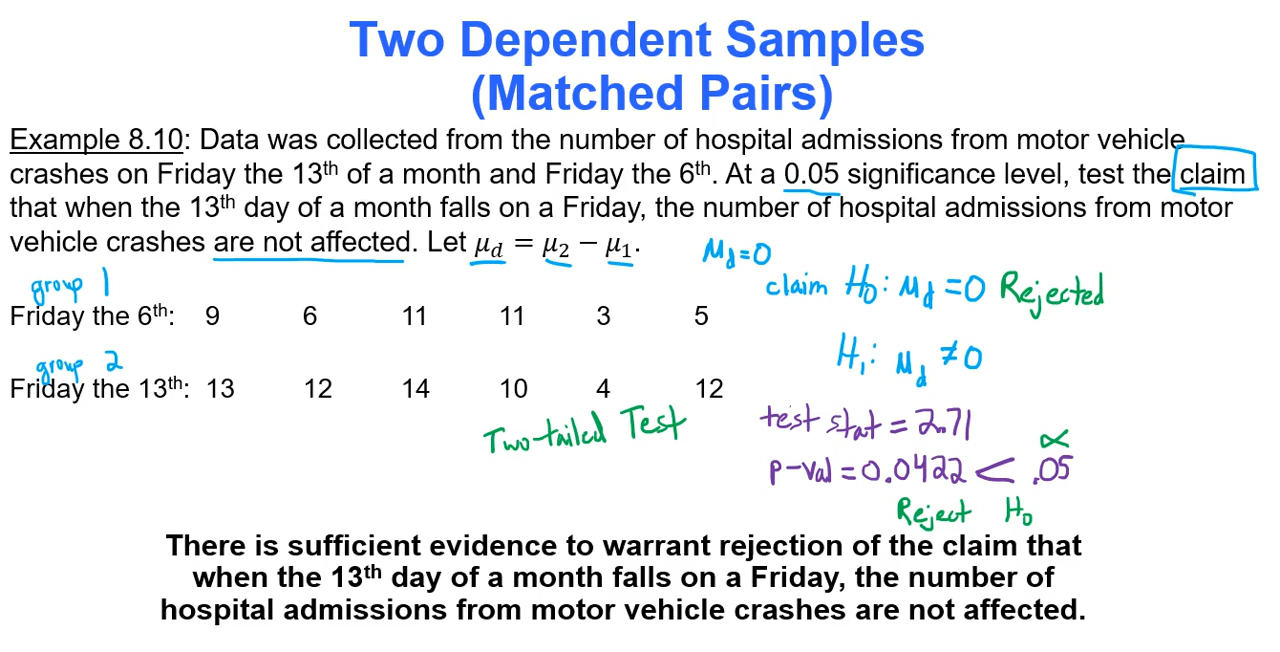 Two Dependent Samples
(Matched Pairs)
Example 8.10: Data was collected from the number of hospital admissions from motor vehicle
crashes on Friday the 13th of a month and Friday the 6th. At a 0.05 significance level, test the claim
that when the 13th day of a month falls on a Friday, the number of hospital admissions from motor
vehicle crashes are not affected. Let μd = μ2 − μ1.
μd=0
group 1
claim H0: μd =0 Rejected
Friday the 6th: 9 6 11 11 3 5
H1: μd ≠0
group 2
Friday the 13th: 13 12 14 10 4 12
Two-tailed Test
test stat = 2.71
α
p-val = 0.0422 < .05
Reject H0
There is sufficient evidence to warrant rejection of the claim that
when the 13th day of a month falls on a Friday, the number of
hospital admissions from motor vehicle crashes are not affected.